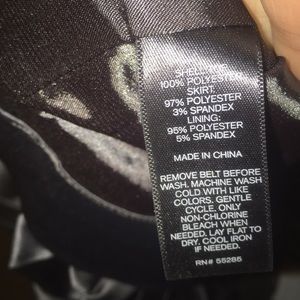 SHELL:
100% POLYESTER
SKIRT:
97% POLYESTER
3% SPANDEX
LINING:
95% POLYESTER
5% SPANDEX
MADE IN CHINA
REMOVE BELT BEFORE
WASH. MACHINE WASH
COLD WITH LIKE
COLORS. GENTLE
CYCLE. ONLY
NON-CHLORINE
BLEACH WHEN
NEEDED. LAY FLAT TO
DRY. COOL IRON
IF NEEDED.
RN# 55285